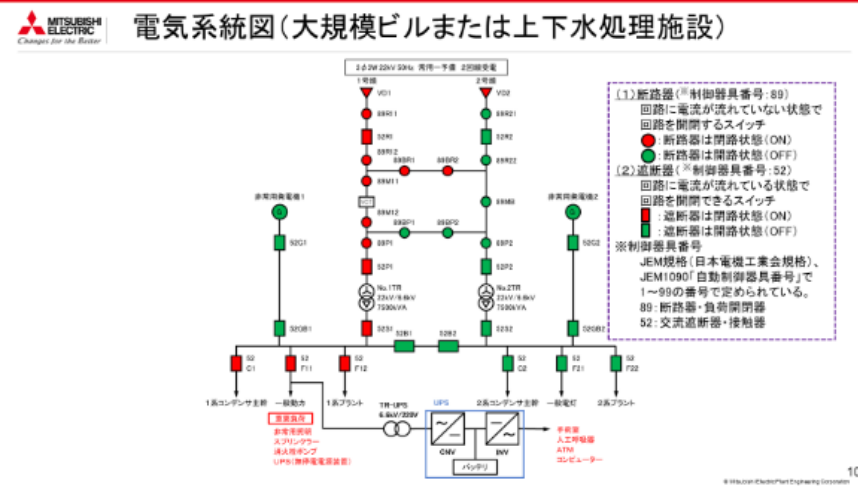 MITSUBISHI
ELECTRIC
Changes for the Better
電気系統図(大規模ビルまたは上下水処理施設)
3φ3W 22kV 50Hz 常用-予備 2回線受電
1号線
2号線
VD1
VD2
89R11
89R21
52R1
52R2
89R12
89R22
89BR1
89BR2
89M11
VCT
89MB
89M12
89BP1
89BP2
89P1
89P2
52P1
52P2
No.1TR
22kV/6.6kV
7500kVA
No.2TR
22kV/6.6kV
7500kVA
52S1
52S2
52B1
52B2
非常用発電機1
G
52G1
52GB1
非常用発電機2
G
52G2
52GB2
52
C1
52
F11
52
F12
52
C2
52
F21
52
F22
1系コンデンサ主幹
一般動力
1系プラント
2系コンデンサ主幹
一般電灯
2系プラント
重要負荷
非常用照明
スプリンクラー
消火栓ポンプ
UPS(無停電電源装置)
TR-UPS
6.6kV/220V
UPS
CNV
INV
バッテリ
手術室
人工呼吸器
ATM
コンピューター
(1)断路器(※制御器具番号:89)
回路に電流が流れていない状態で
回路を開閉するスイッチ
:断路器は閉路状態(ON)
:断路器は開路状態(OFF)
(2)遮断器(※制御器具番号:52)
回路に電流が流れている状態で
回路を開閉できるスイッチ
:遮断器は閉路状態(ON)
:遮断器は開路状態(OFF)
※制御器具番号
JEM規格(日本電機工業会規格)、
JEM1090「自動制御器具番号」で
1~99の番号で定められている。
89:断路器・負荷開閉器
52:交流遮断器・接触器
10
© Mitsubishi Electric Plant Engineering Corporation